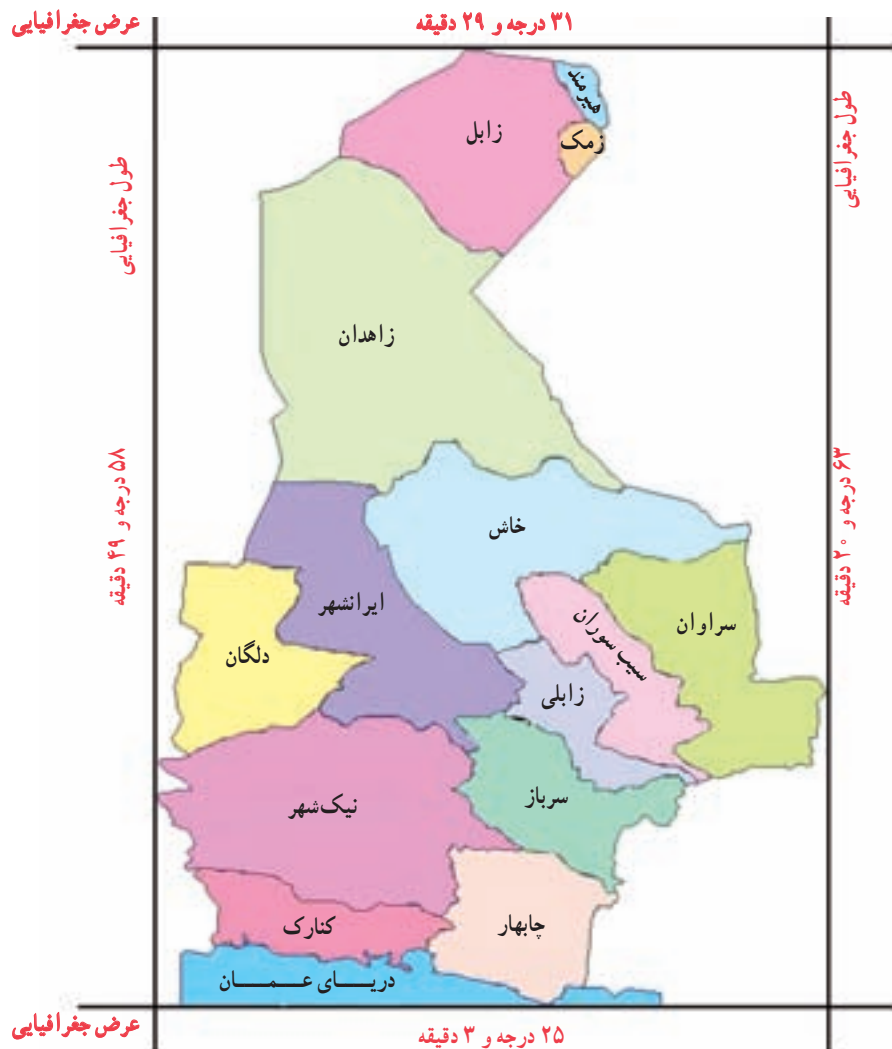 عرض جغرافیایی
۳۱ درجه و ۲۹ دقیقه
طول جغرافیایی
طول جغرافیایی
۵۸ درجه و ۴۹ دقیقه
۶۳ درجه و ۲۰ دقیقه
هیرمند
زابل
زمک
زاهدان
خاش
ایرانشهر
سراوان
سیب سوران
دلگان
زابلی
سرباز
نیک‌شهر
کنارک
چابهار
دریای عمان
عرض جغرافیایی
۲۵ درجه و ۳ دقیقه